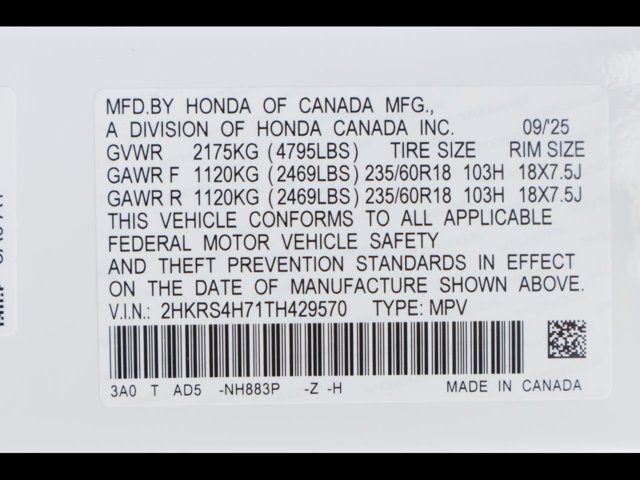 MFD.BY HONDA OF CANADA MFG.,
A DIVISION OF HONDA CANADA INC. 09/'25
GVWR 2175KG (4795LBS) TIRE SIZE RIM SIZE
GAWR F 1120KG (2469LBS) 235/60R18 103H 18X7.5J
GAWR R 1120KG (2469LBS) 235/60R18 103H 18X7.5J
THIS VEHICLE CONFORMS TO ALL APPLICABLE
FEDERAL MOTOR VEHICLE SAFETY
AND THEFT PREVENTION STANDARDS IN EFFECT
ON THE DATE OF MANUFACTURE SHOWN ABOVE.
V.I.N.: 2HKRS4H71TH429570 TYPE: MPV
3A0 T AD5 -NH883P -Z -H MADE IN CANADA